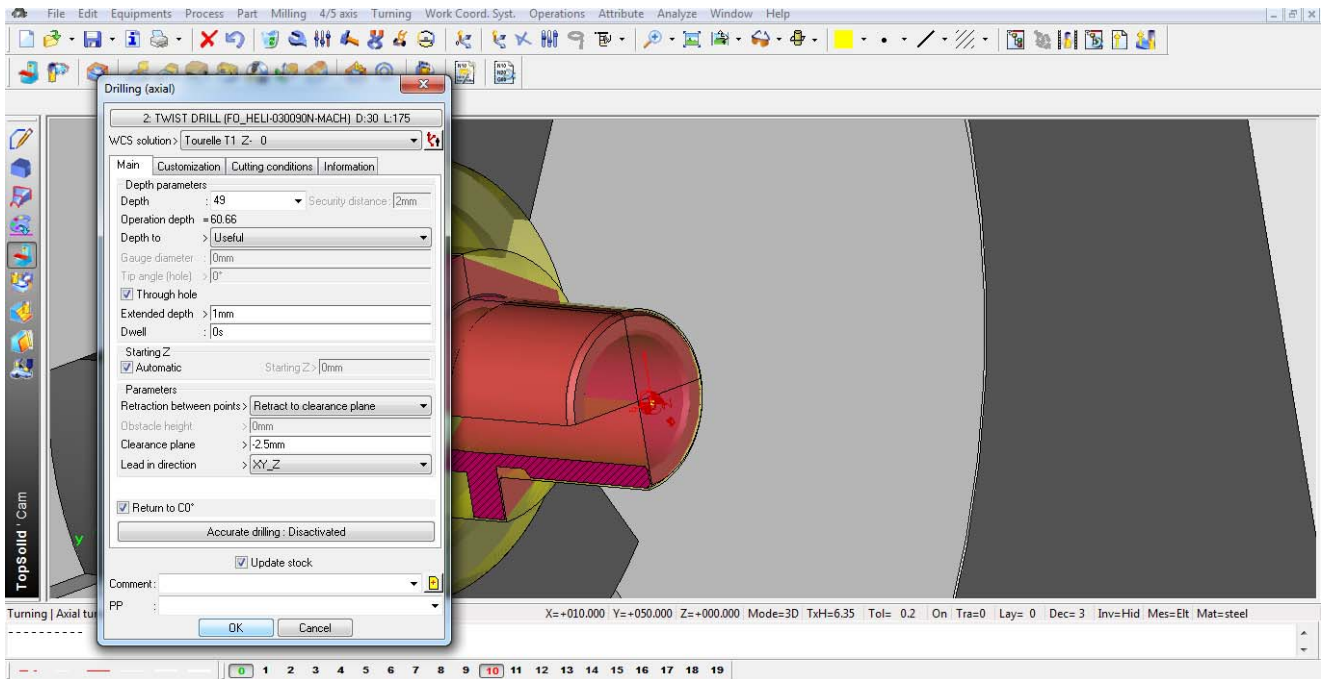 File Edit Equipments Process Part Milling 4/5 axis Turning Work Coord. Syst. Operations Attribute Analyze Window Help
Drilling (axial)
2: TWIST DRILL (FO_HELI-030090N-MACH) D:30 L:175
WCS solution> Tourelle T1 Z- 0
Main Customization Cutting conditions Information
Depth parameters
Depth : 49 Security distance: 2mm
Operation depth =60.66
Depth to > Useful
Gauge diameter : 0mm
Tip angle (hole) > 0°
Through hole
Extended depth > 1mm
Dwell : 0s
Starting Z
Automatic Starting Z> 0mm
Parameters
Retraction between points> Retract to clearance plane
Obstacle height > 0mm
Clearance plane > -2.5mm
Lead in direction > XY_Z
Return to C0°
Accurate drilling : Disactivated
Update stock
Comment:
PP :
OK Cancel
TopSolid'Cam
y
Turning | Axial tu
X=+010.000 Y=+050.000 Z=+000.000 Mode=3D TxH=6.35 Tol= 0.2 On Tra=0 Lay= 0 Dec= 3 Inv=Hid Mes=Elt Mat=steel
0 1 2 3 4 5 6 7 8 9 10 11 12 13 14 15 16 17 18 19